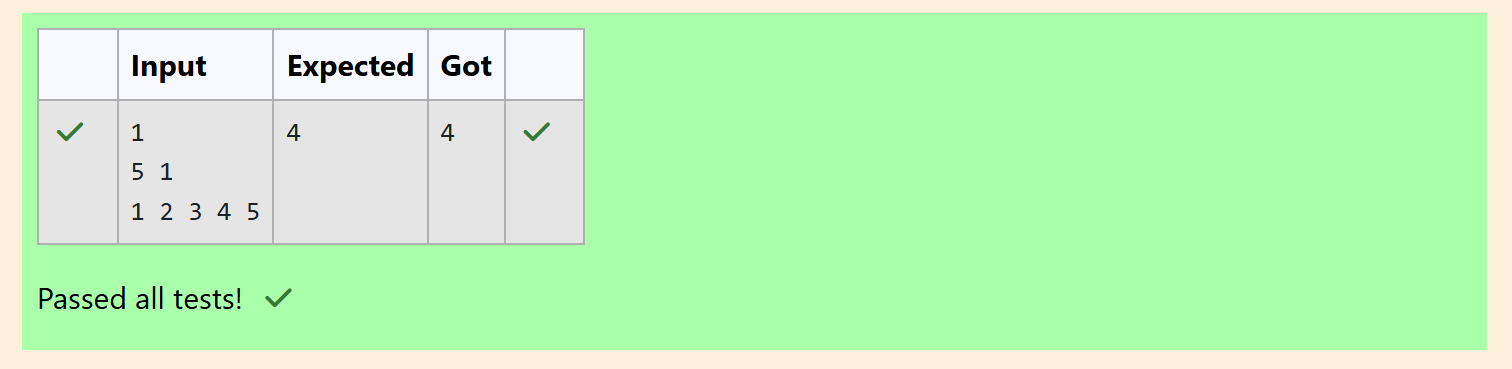 Input Expected Got
1 4 4
5 1
1 2 3 4 5
Passed all tests!